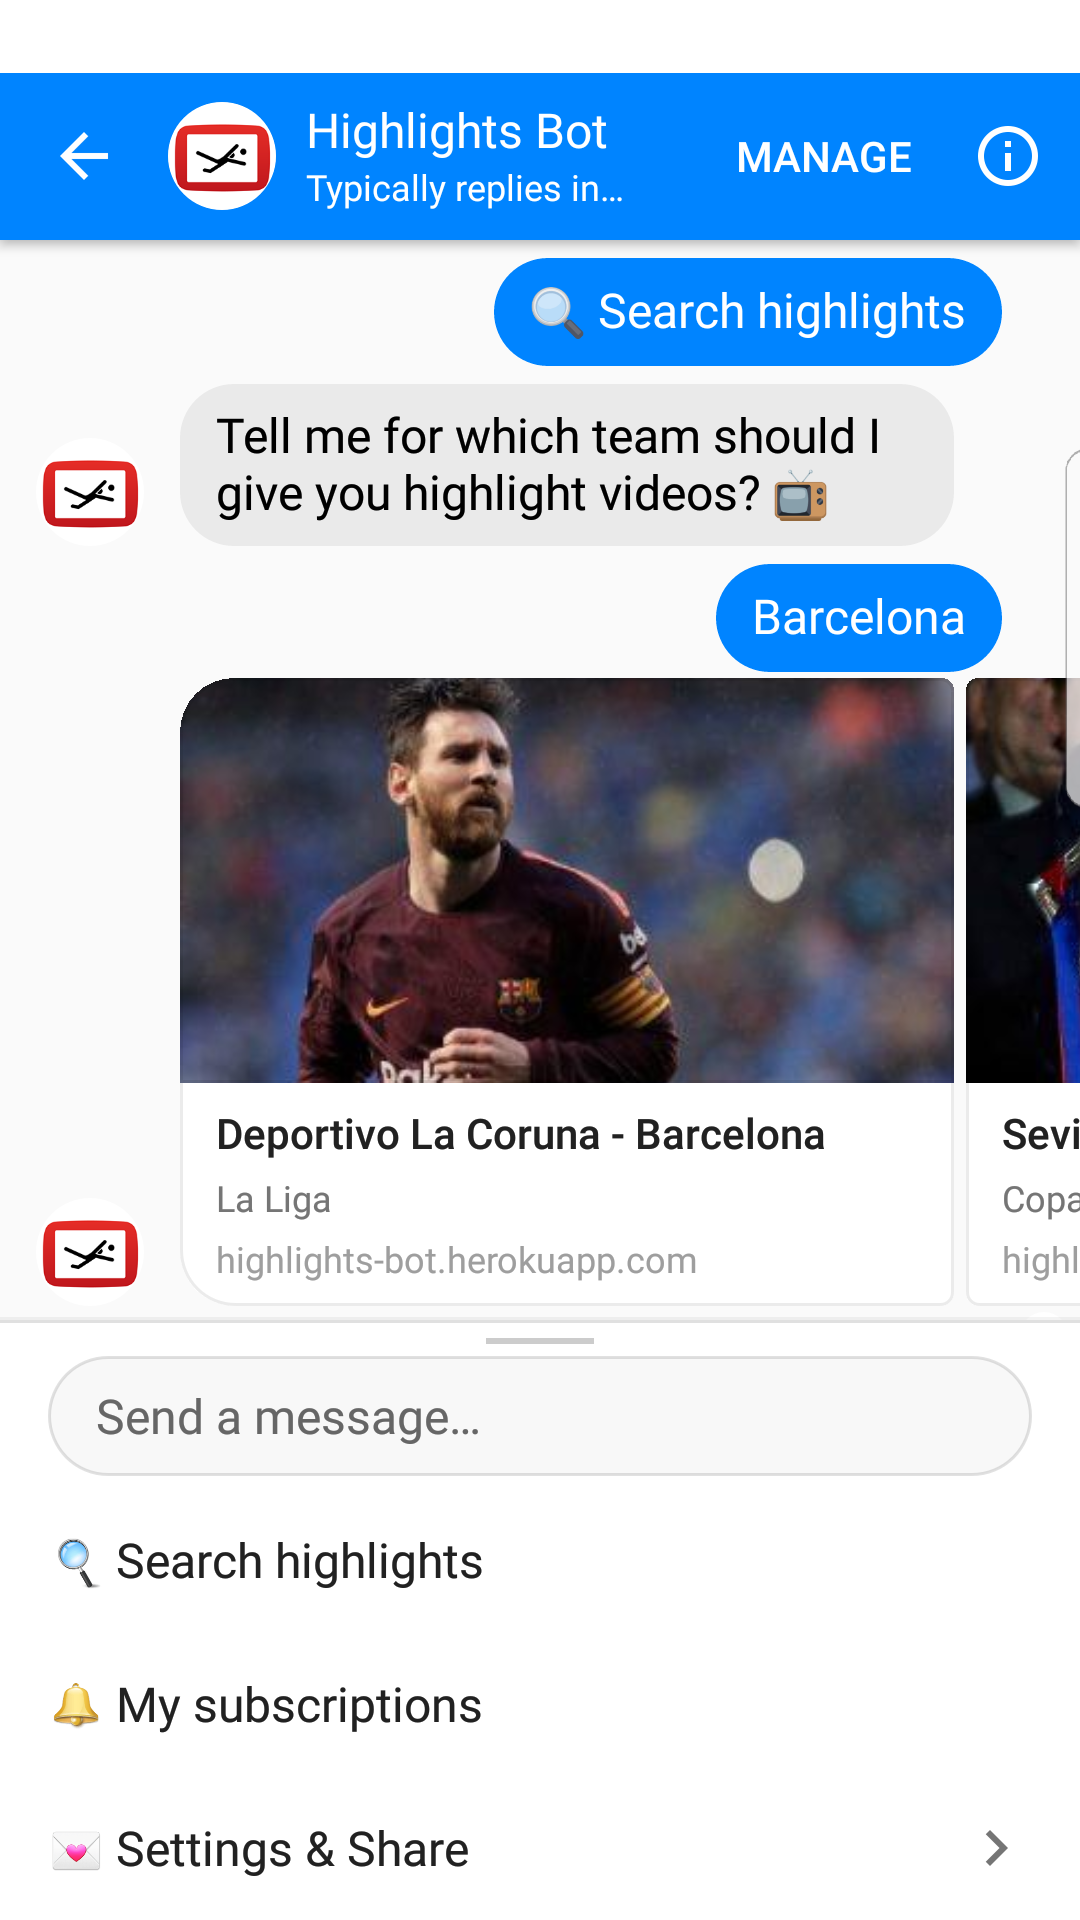 Highlights Bot
Typically replies in...
MANAGE
🔍 Search highlights
Tell me for which team should I
give you highlight videos? 📺
Barcelona
Deportivo La Coruna - Barcelona
La Liga
highlights-bot.herokuapp.com
Sevi
Copa
highl
Send a message...
🔍 Search highlights
🔔 My subscriptions
💌 Settings & Share